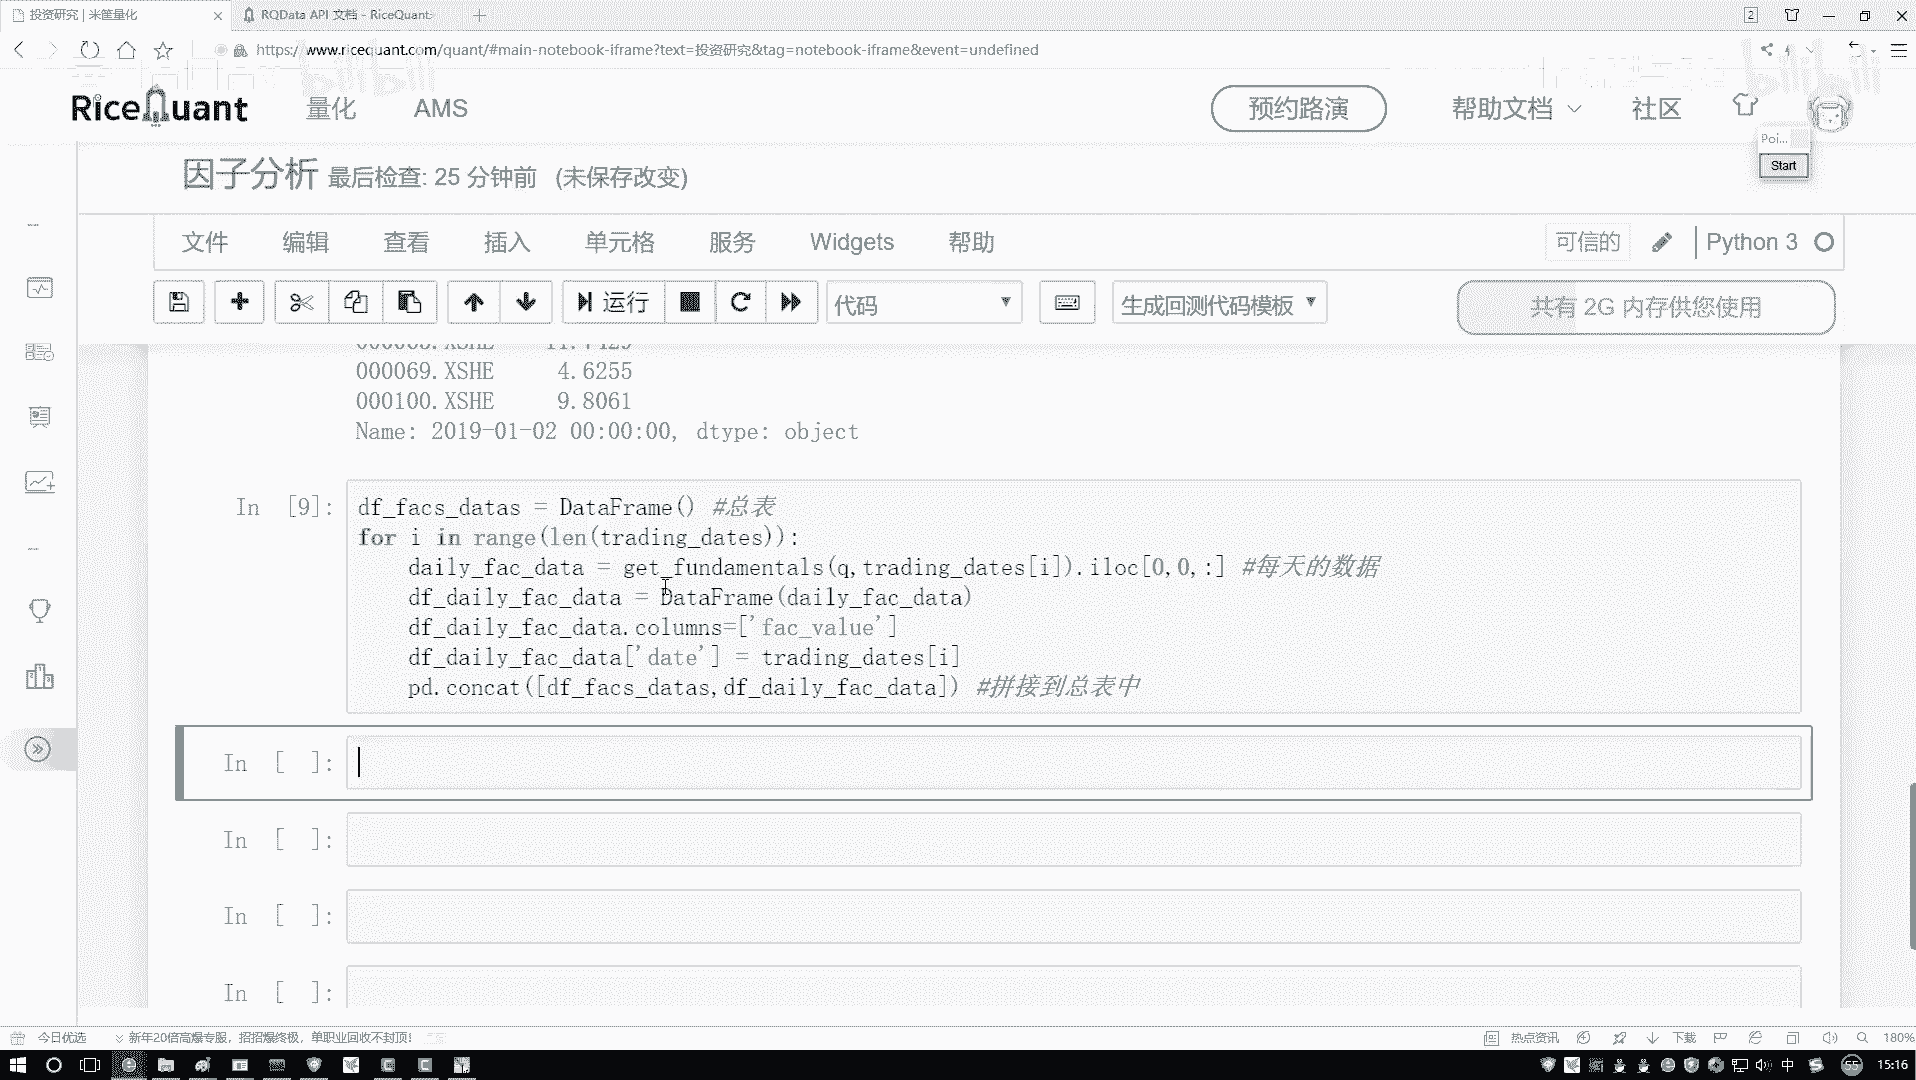 投资研究 | 米筐量化
RQData API 文档 - RiceQuant
2
https://www.ricequant.com/quant/#main-notebook-iframe?text=投资研究&tag=notebook-iframe&event=undefined
bilibili
bilibili
RiceQuant
量化
AMS
预约路演
帮助文档
社区
Poi...
Start
因子分析 最后检查: 25 分钟前 (未保存改变)
文件 编辑 查看 插入 单元格 服务 Widgets 帮助
可信的
Python 3
运行
代码
生成回测代码模板
共有 2G 内存供您使用
000069.XSHE 4.6255
000100.XSHE 9.8061
Name: 2019-01-02 00:00:00, dtype: object
In [9]:
df_facs_datas = DataFrame() #总表
for i in range(len(trading_dates)):
daily_fac_data = get_fundamentals(q,trading_dates[i]).iloc[0,0,:] #每天的数据
df_daily_fac_data = DataFrame(daily_fac_data)
df_daily_fac_data.columns=['fac_value']
df_daily_fac_data['date'] = trading_dates[i]
pd.concat([df_facs_datas,df_daily_fac_data]) #拼接到总表中
In [ ]:
In [ ]:
In [ ]:
In [ ]:
今日优选
新年20倍高爆专服，招招爆终极，单职业回收不封顶!
热点资讯
下载
180%
中
55
15:16